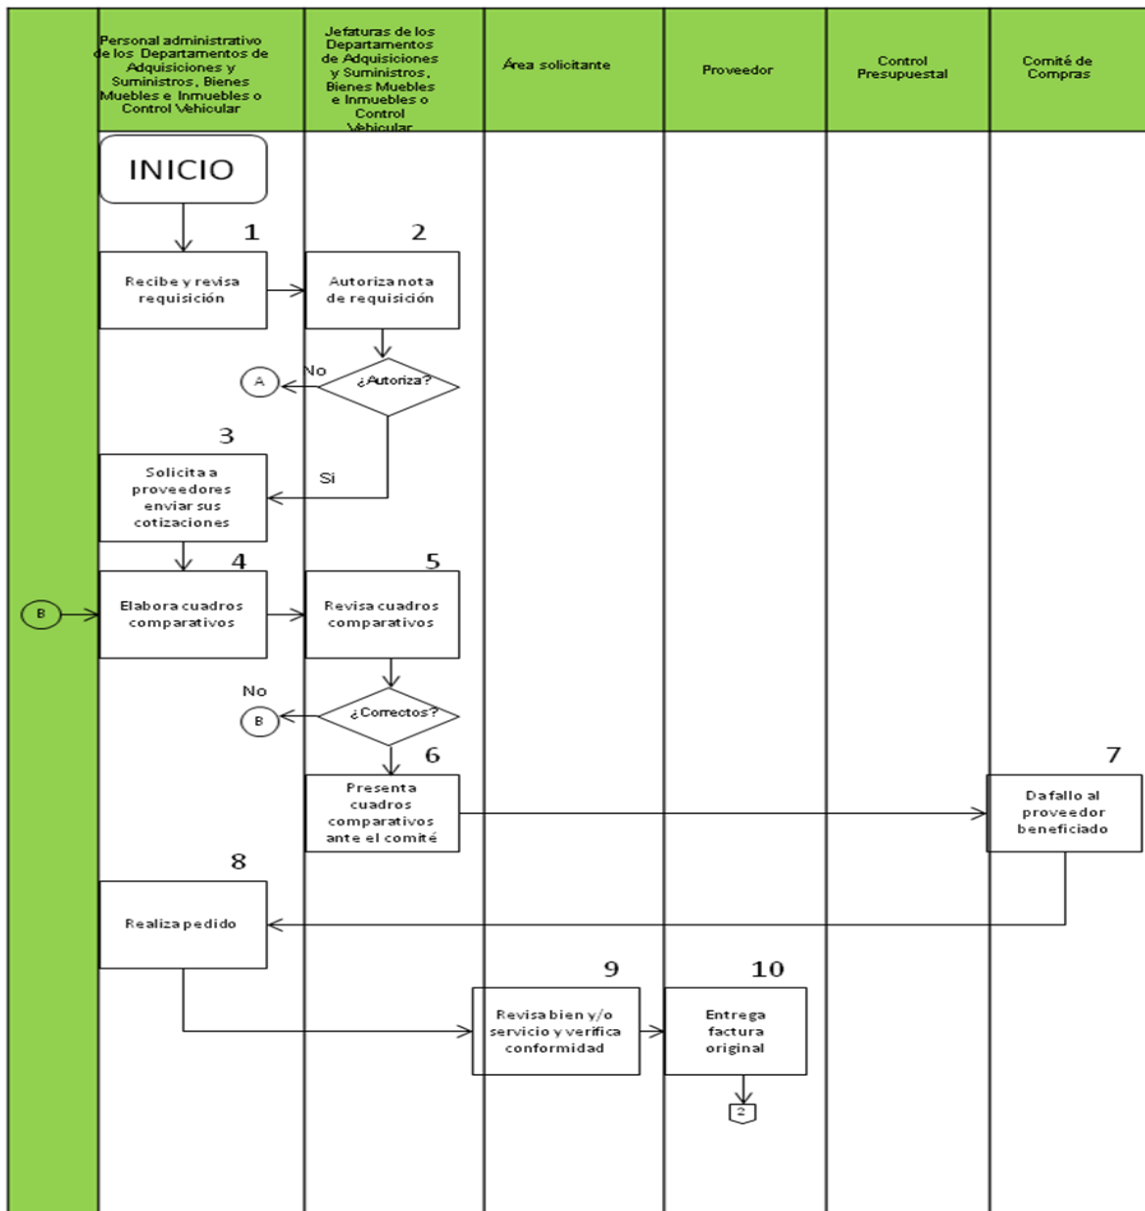 Personal administrativo
de los Departamentos de
Adquisiciones y
Suministros, Bienes
Muebles e Inmuebles o
Control Vehicular
Jefaturas de los
Departamentos
de Adquisiciones
y Suministros,
Bienes Muebles
e Inmuebles o
Control
Vehicular
Área solicitante
Proveedor
Control
Presupuestal
Comité de
Compras
INICIO
1
Recibe y revisa
requisición
2
Autoriza nota
de requisición
¿Autoriza?
No
A
Si
3
Solicita a
proveedores
enviar sus
cotizaciones
B
4
Elabora cuadros
comparativos
5
Revisa cuadros
comparativos
¿Correctos?
No
B
6
Presenta
cuadros
comparativos
ante el comité
7
Da fallo al
proveedor
beneficiado
8
Realiza pedido
9
Revisa bien y/o
servicio y verifica
conformidad
10
Entrega
factura
original
2